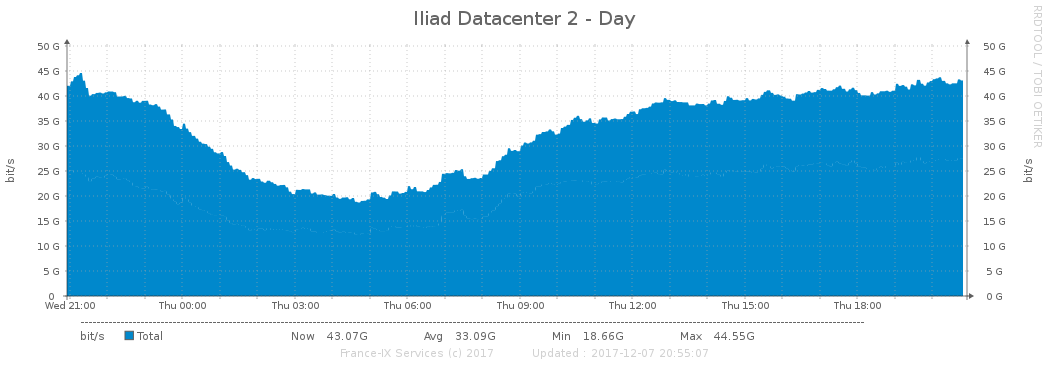 Iliad Datacenter 2 - Day
RRDTOOL / TOBI OETIKER
50 G 50 G
45 G 45 G
40 G 40 G
35 G 35 G
30 G 30 G
25 G 25 G
20 G 20 G
15 G 15 G
10 G 10 G
5 G 5 G
0 0 G
bit/s bit/s
Wed 21:00 Thu 00:00 Thu 03:00 Thu 06:00 Thu 09:00 Thu 12:00 Thu 15:00 Thu 18:00
bit/s Total Now 43.07G Avg 33.09G Min 18.66G Max 44.55G
France-IX Services (c) 2017 Updated : 2017-12-07 20:55:07